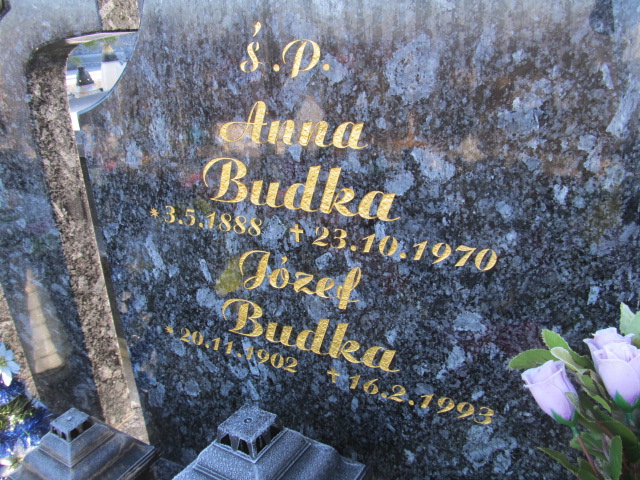 ś.p.
Anna
Budka
* 3.5.1888 † 23.10.1970
Józef
Budka
* 20.11.1902 † 16.2.1993